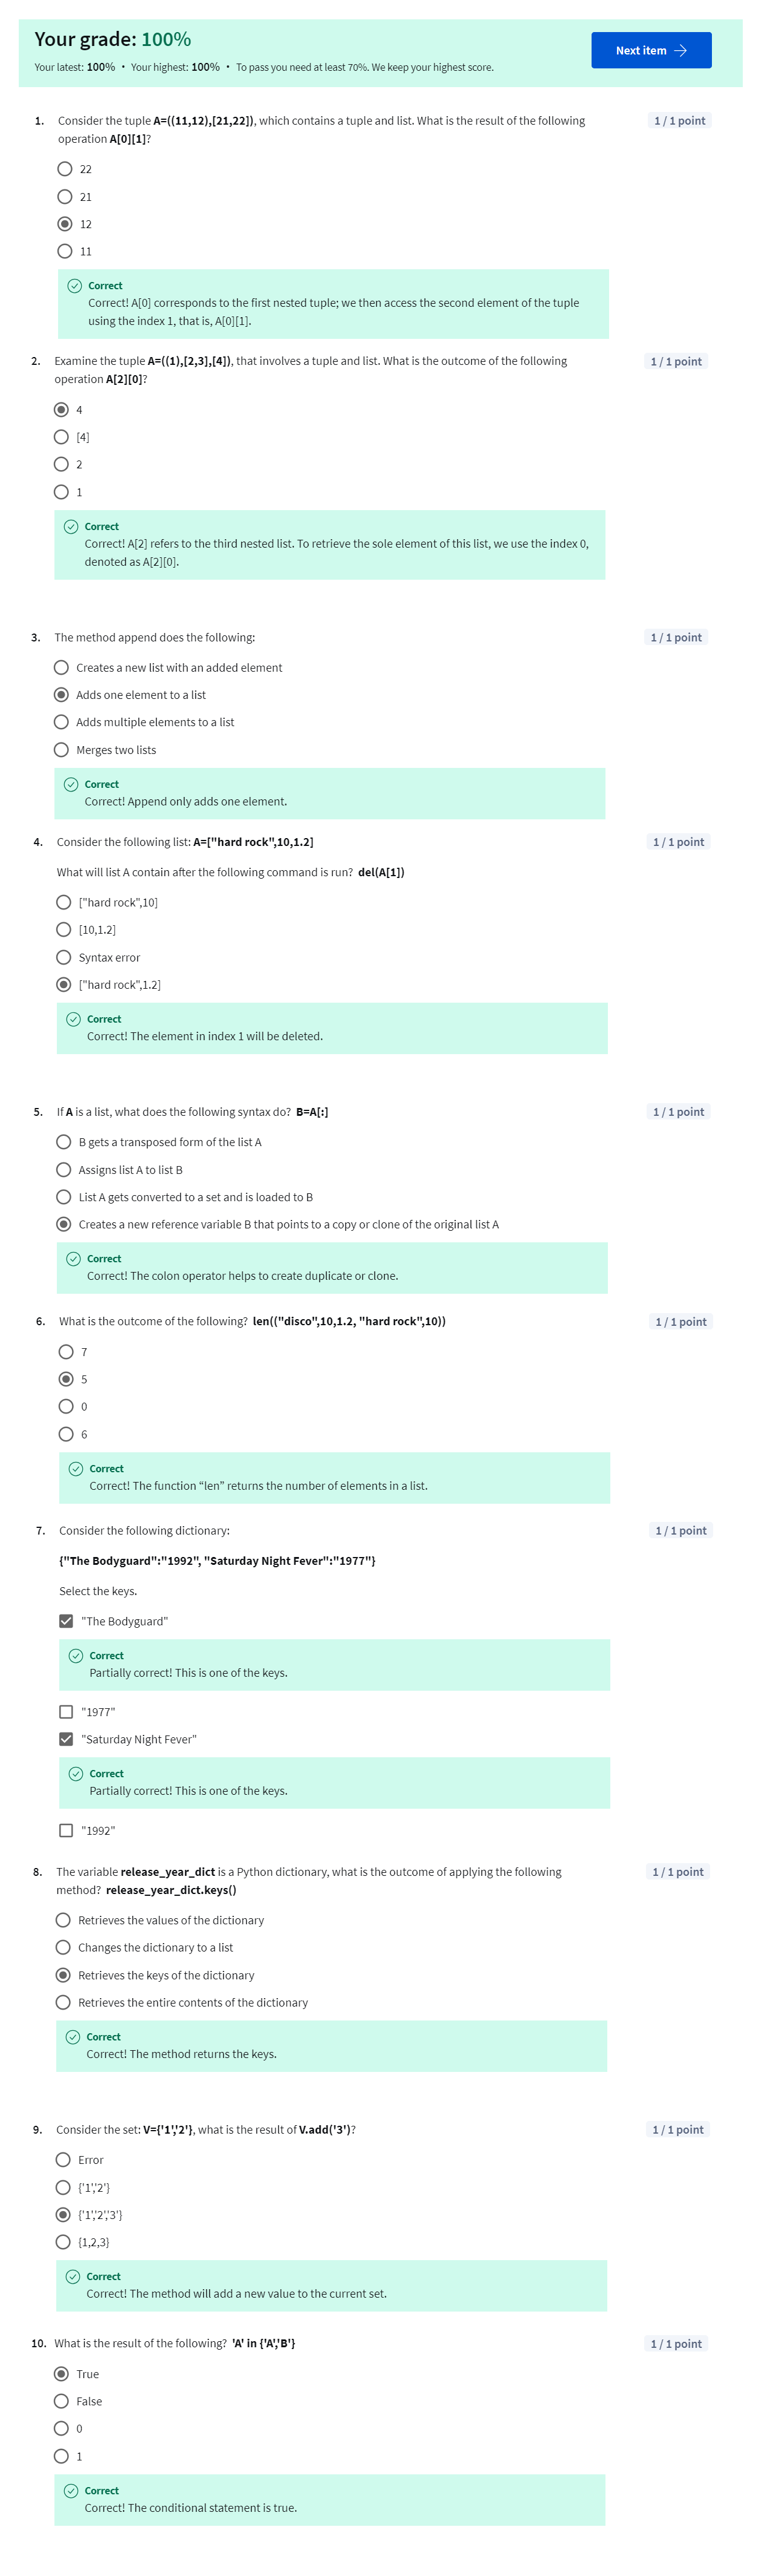 Your grade: 100%
Your latest: 100% • Your highest: 100% • To pass you need at least 70%. We keep your highest score.
Next item
1. Consider the tuple A=((11,12),[21,22]), which contains a tuple and list. What is the result of the following
operation A[0][1]?
1 / 1 point
22
21
12
11
Correct
Correct! A[0] corresponds to the first nested tuple; we then access the second element of the tuple
using the index 1, that is, A[0][1].
2. Examine the tuple A=((1),[2,3],[4]), that involves a tuple and list. What is the outcome of the following
operation A[2][0]?
1 / 1 point
4
[4]
2
1
Correct
Correct! A[2] refers to the third nested list. To retrieve the sole element of this list, we use the index 0,
denoted as A[2][0].
3. The method append does the following:
1 / 1 point
Creates a new list with an added element
Adds one element to a list
Adds multiple elements to a list
Merges two lists
Correct
Correct! Append only adds one element.
4. Consider the following list: A=["hard rock",10,1.2]
1 / 1 point
What will list A contain after the following command is run? del(A[1])
["hard rock",10]
[10,1.2]
Syntax error
["hard rock",1.2]
Correct
Correct! The element in index 1 will be deleted.
5. If A is a list, what does the following syntax do? B=A[:]
1 / 1 point
B gets a transposed form of the list A
Assigns list A to list B
List A gets converted to a set and is loaded to B
Creates a new reference variable B that points to a copy or clone of the original list A
Correct
Correct! The colon operator helps to create duplicate or clone.
6. What is the outcome of the following? len(("disco",10,1.2, "hard rock",10))
1 / 1 point
7
5
0
6
Correct
Correct! The function “len” returns the number of elements in a list.
7. Consider the following dictionary:
1 / 1 point
{"The Bodyguard":"1992", "Saturday Night Fever":"1977"}
Select the keys.
"The Bodyguard"
Correct
Partially correct! This is one of the keys.
"1977"
"Saturday Night Fever"
Correct
Partially correct! This is one of the keys.
"1992"
8. The variable release_year_dict is a Python dictionary, what is the outcome of applying the following
method? release_year_dict.keys()
1 / 1 point
Retrieves the values of the dictionary
Changes the dictionary to a list
Retrieves the keys of the dictionary
Retrieves the entire contents of the dictionary
Correct
Correct! The method returns the keys.
9. Consider the set: V={'1','2'}, what is the result of V.add('3')?
1 / 1 point
Error
{'1','2'}
{'1','2','3'}
{1,2,3}
Correct
Correct! The method will add a new value to the current set.
10. What is the result of the following? 'A' in {'A','B'}
1 / 1 point
True
False
0
1
Correct
Correct! The conditional statement is true.